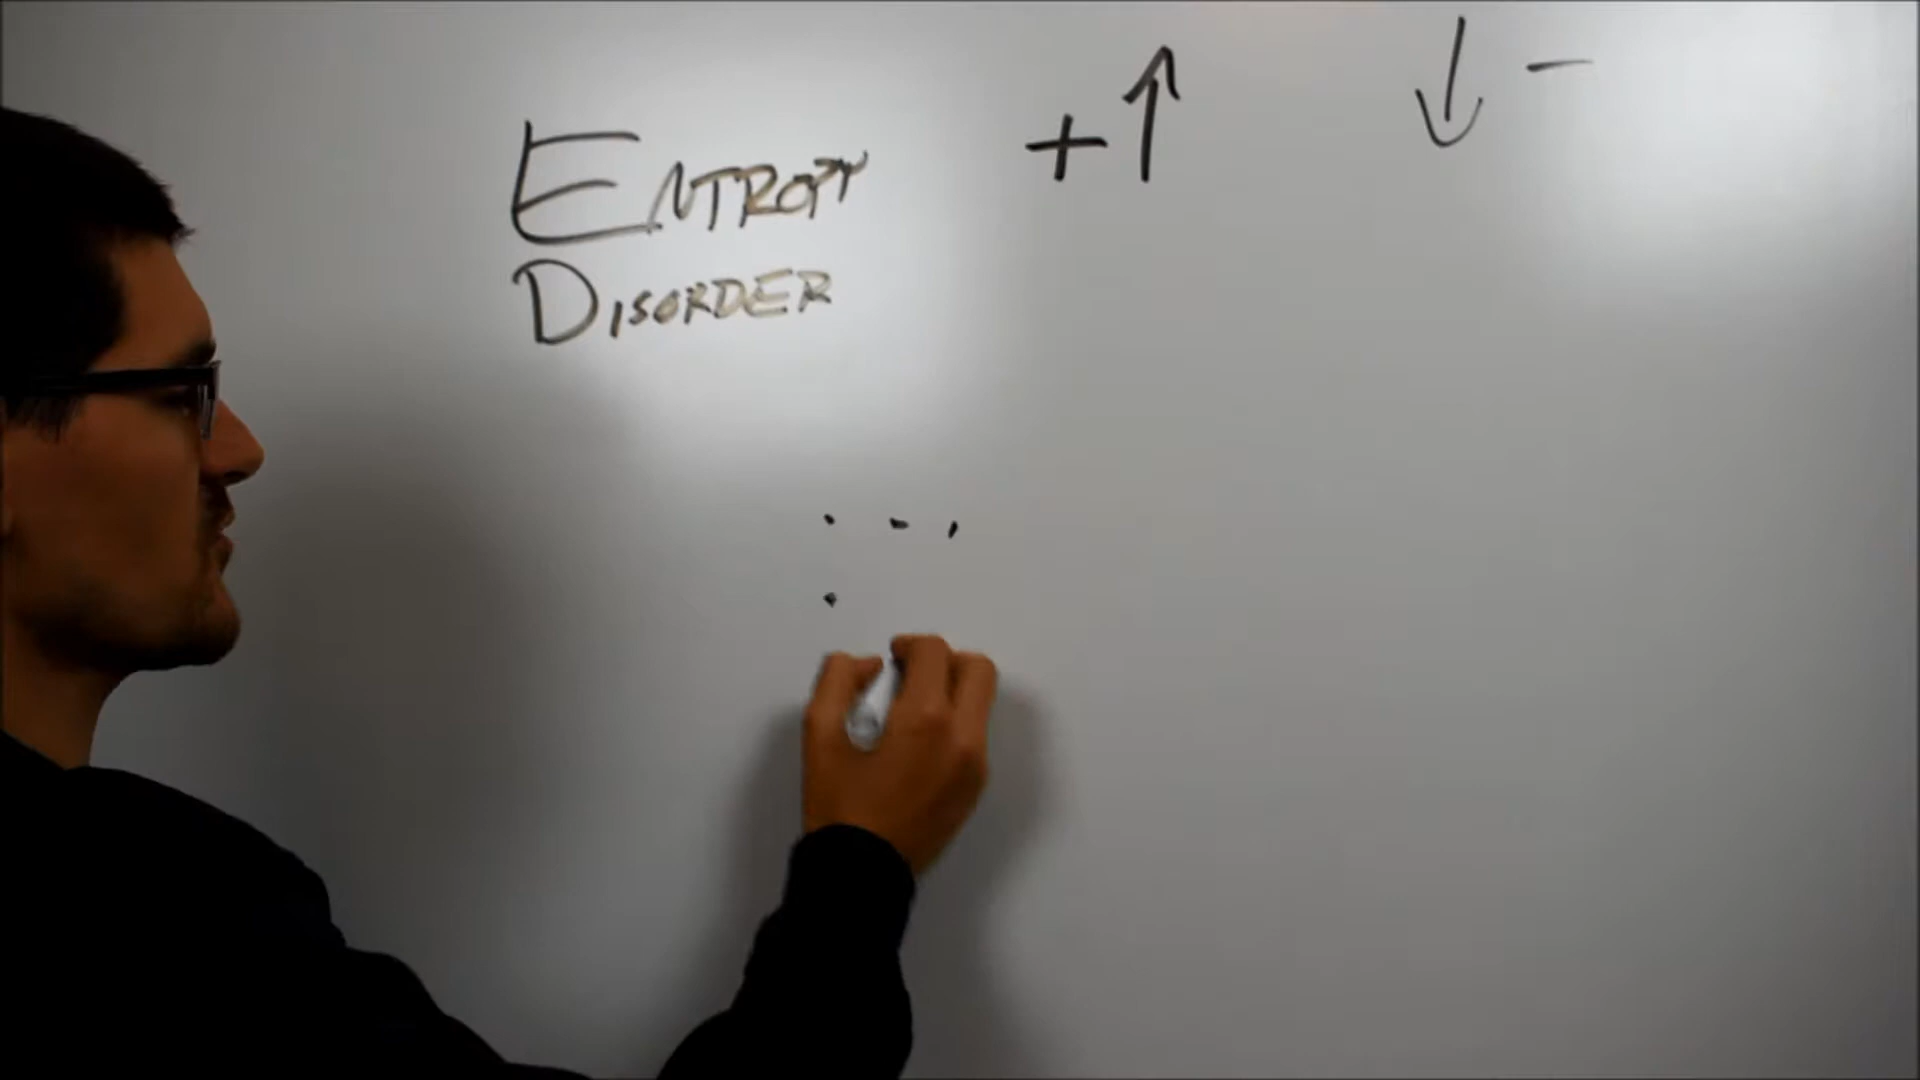 ENTROPY + ↑ ↓ -
DISORDER